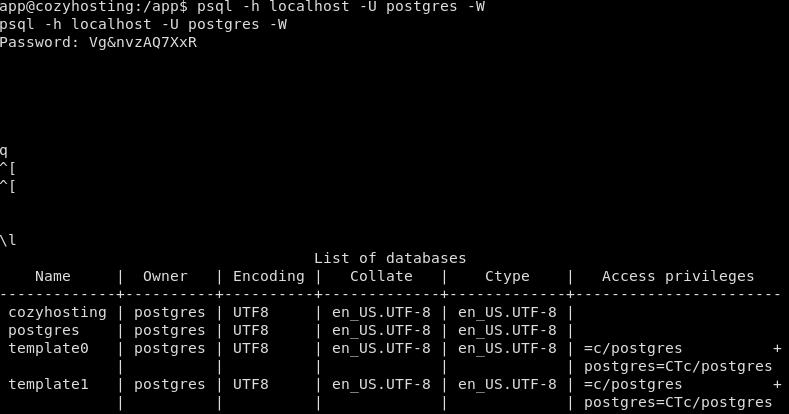 app@cozyhosting:/app$ psql -h localhost -U postgres -W
psql -h localhost -U postgres -W
Password: Vg&nvzAQ7XxR
q
^[
^[
\l
                                   List of databases
    Name     |  Owner   | Encoding |   Collate   |    Ctype    |   Access privileges
-------------+----------+----------+-------------+-------------+-----------------------
 cozyhosting | postgres | UTF8     | en_US.UTF-8 | en_US.UTF-8 |
 postgres    | postgres | UTF8     | en_US.UTF-8 | en_US.UTF-8 |
 template0   | postgres | UTF8     | en_US.UTF-8 | en_US.UTF-8 | =c/postgres          +
             |          |          |             |             | postgres=CTc/postgres
 template1   | postgres | UTF8     | en_US.UTF-8 | en_US.UTF-8 | =c/postgres          +
             |          |          |             |             | postgres=CTc/postgres